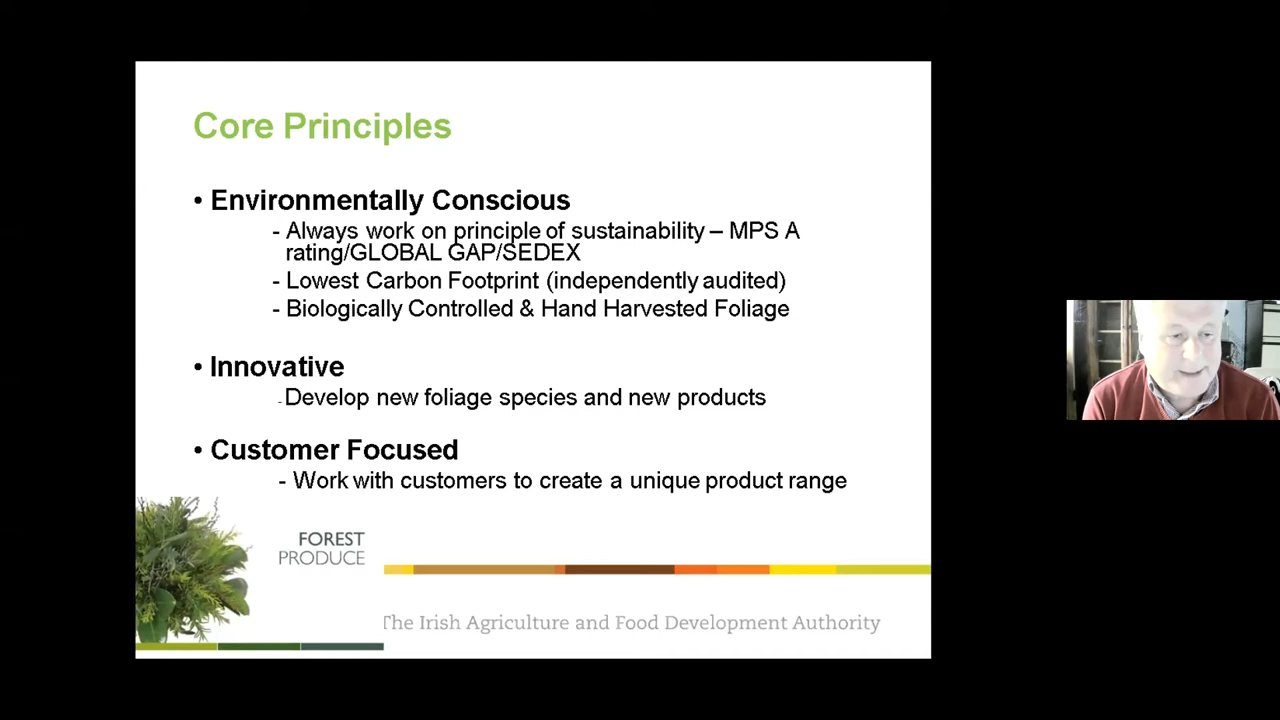 Core Principles
• Environmentally Conscious
- Always work on principle of sustainability – MPS A
rating/GLOBAL GAP/SEDEX
- Lowest Carbon Footprint (independently audited)
- Biologically Controlled & Hand Harvested Foliage
• Innovative
- Develop new foliage species and new products
• Customer Focused
- Work with customers to create a unique product range
FOREST
PRODUCE
The Irish Agriculture and Food Development Authority